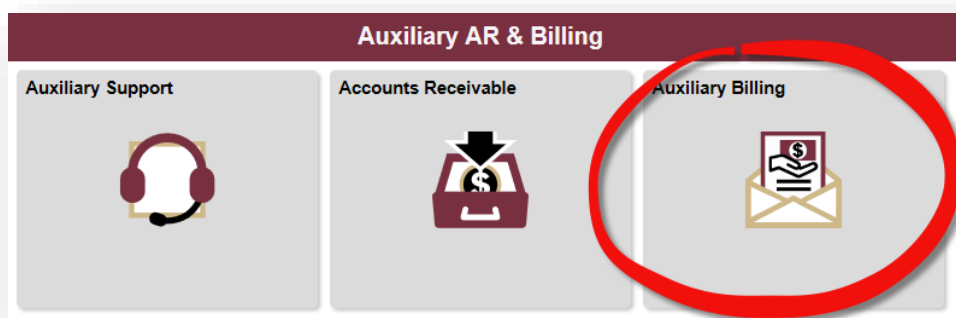 Auxiliary AR & Billing
Auxiliary Support
Accounts Receivable
Auxiliary Billing
$
$